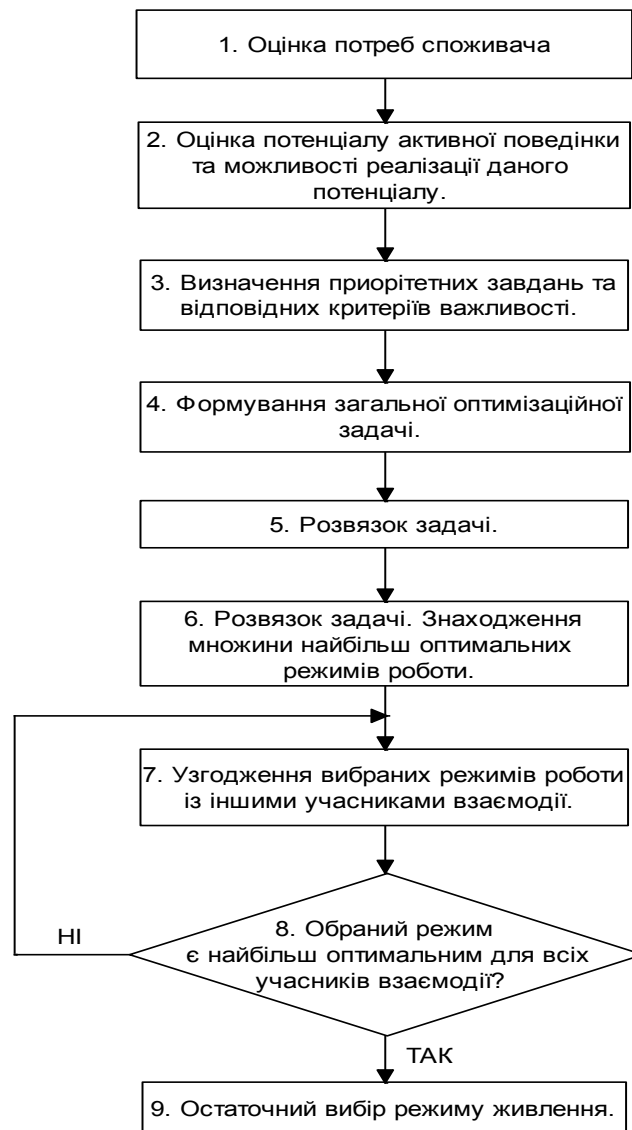 1. Оцінка потреб споживача
2. Оцінка потенціалу активної поведінки
та можливості реалізації даного
потенціалу.
3. Визначення приорітетних завдань та
відповідних критеріїв важливості.
4. Формування загальної оптимізаційної
задачі.
5. Розвязок задачі.
6. Розвязок задачі. Знаходження
множини найбільш оптимальних
режимів роботи.
7. Узгодження вибраних режимів роботи
із іншими учасниками взаємодії.
8. Обраний режим
є найбільш оптимальним для всіх
учасників взаємодії?
НІ
ТАК
9. Остаточний вибір режиму живлення.